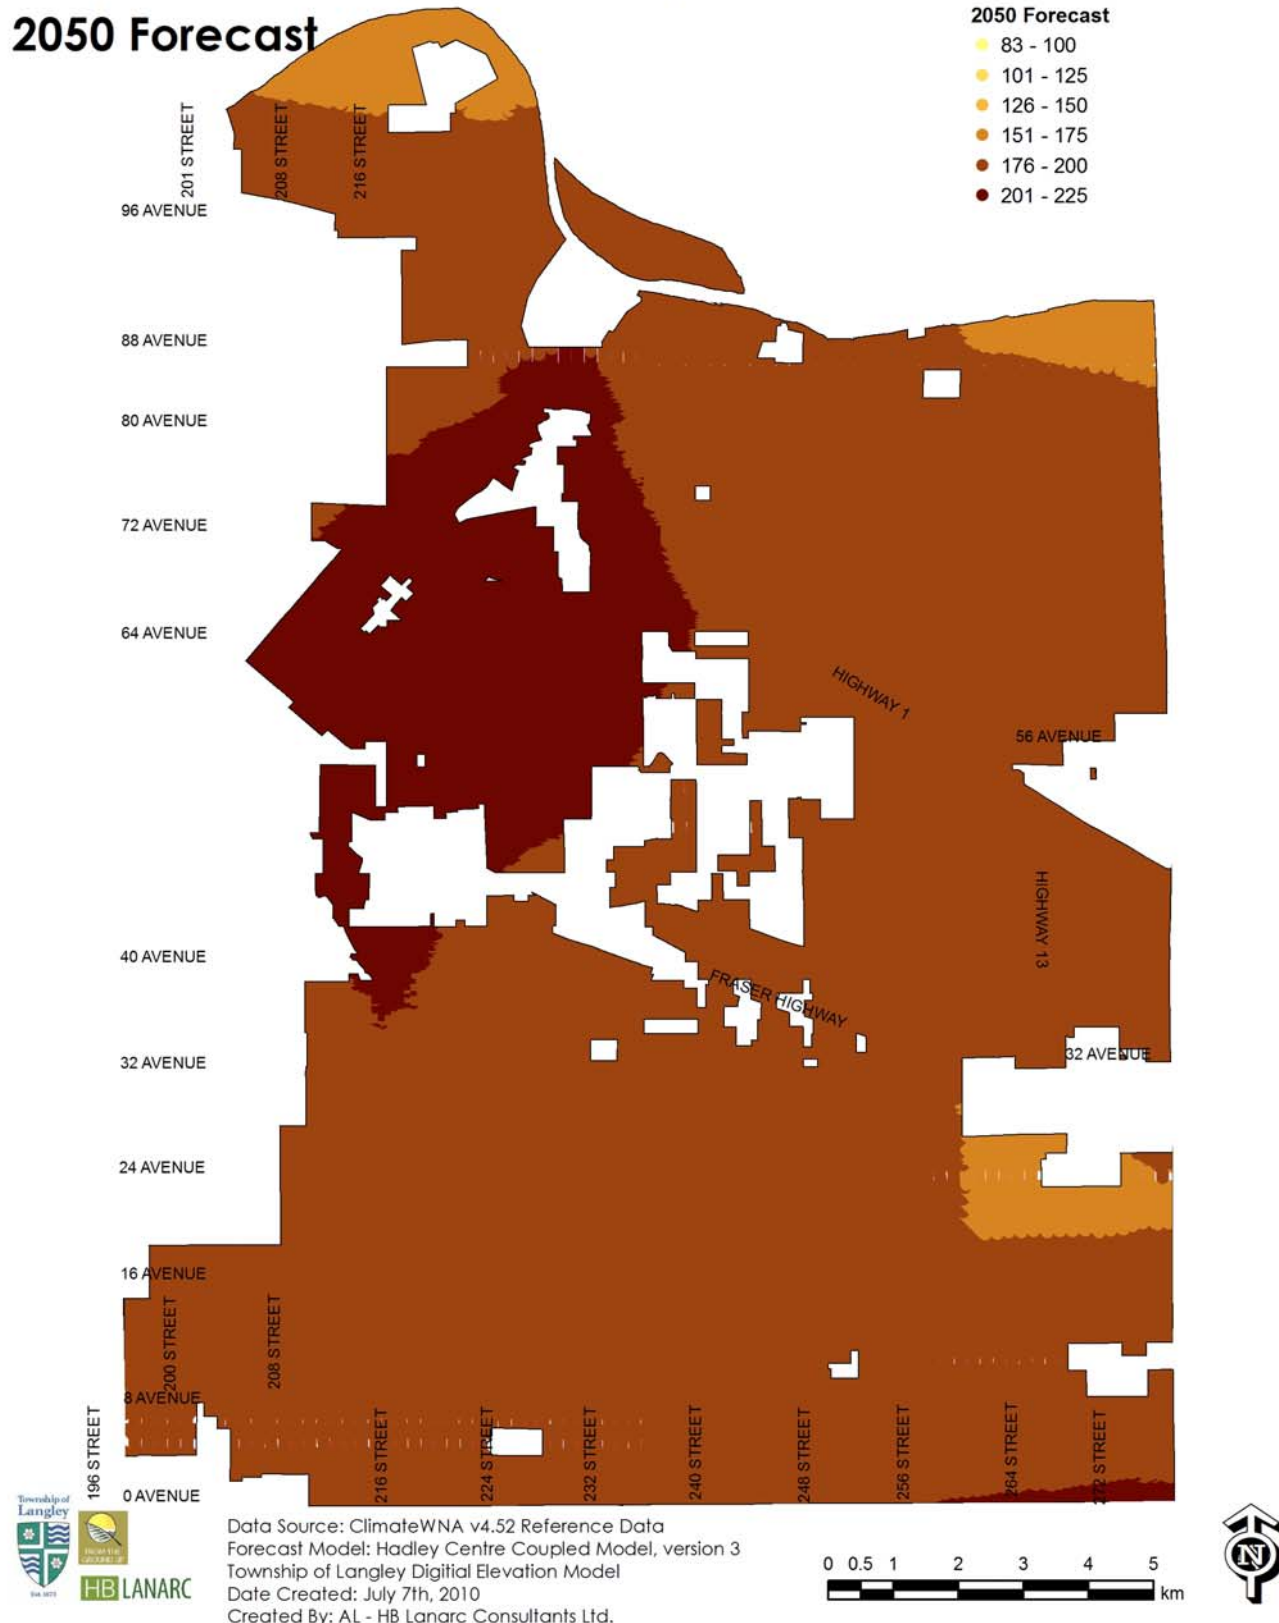 2050 Forecast
2050 Forecast
83 - 100
101 - 125
126 - 150
151 - 175
176 - 200
201 - 225
201 STREET
208 STREET
216 STREET
96 AVENUE
88 AVENUE
80 AVENUE
72 AVENUE
64 AVENUE
HIGHWAY 1
56 AVENUE
HIGHWAY 13
40 AVENUE
FRASER HIGHWAY
32 AVENUE
32 AVENUE
24 AVENUE
16 AVENUE
200 STREET
208 STREET
8 AVENUE
196 STREET
216 STREET
224 STREET
232 STREET
240 STREET
248 STREET
256 STREET
264 STREET
272 STREET
0 AVENUE
Township of
Langley
Est. 1873
FROM THE
GROUND UP
HB LANARC
Data Source: ClimateWNA v4.52 Reference Data
Forecast Model: Hadley Centre Coupled Model, version 3
Township of Langley Digitial Elevation Model
Date Created: July 7th, 2010
Created By: AL - HB Lanarc Consultants Ltd.
0 0.5 1 2 3 4 5
km
N